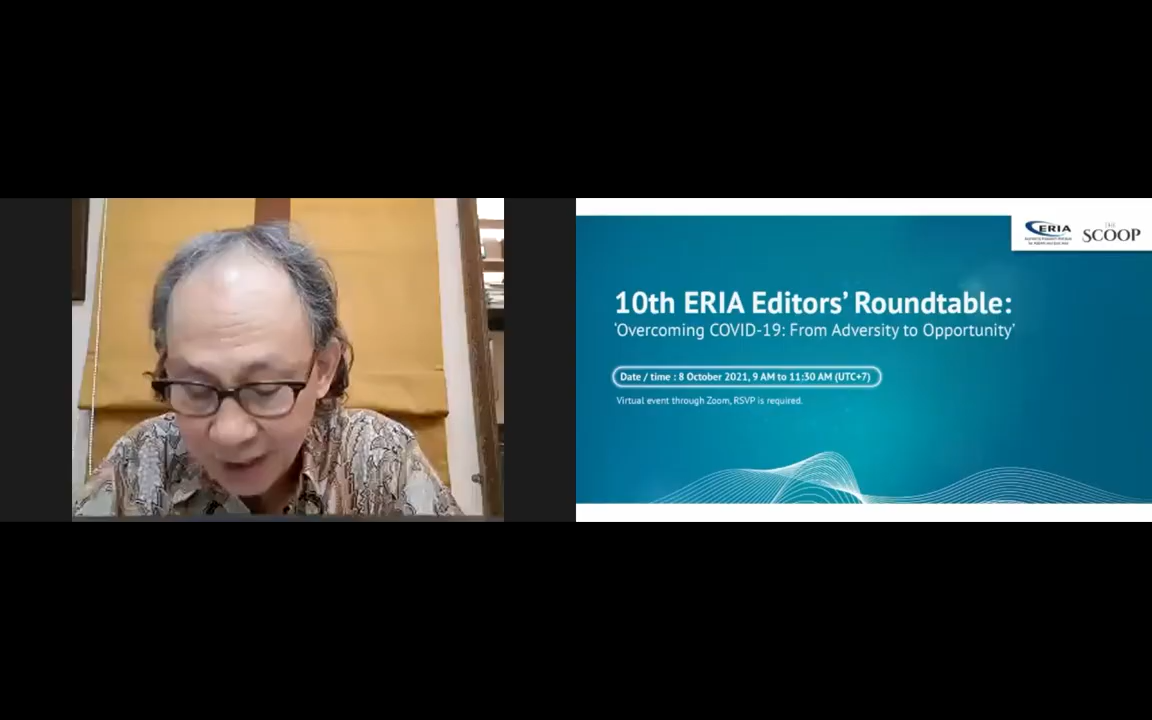 ERIA
THE
SCOOP
10th ERIA Editors’ Roundtable:
‘Overcoming COVID-19: From Adversity to Opportunity’
Date / time : 8 October 2021, 9 AM to 11:30 AM (UTC+7)
Virtual event through Zoom, RSVP is required.